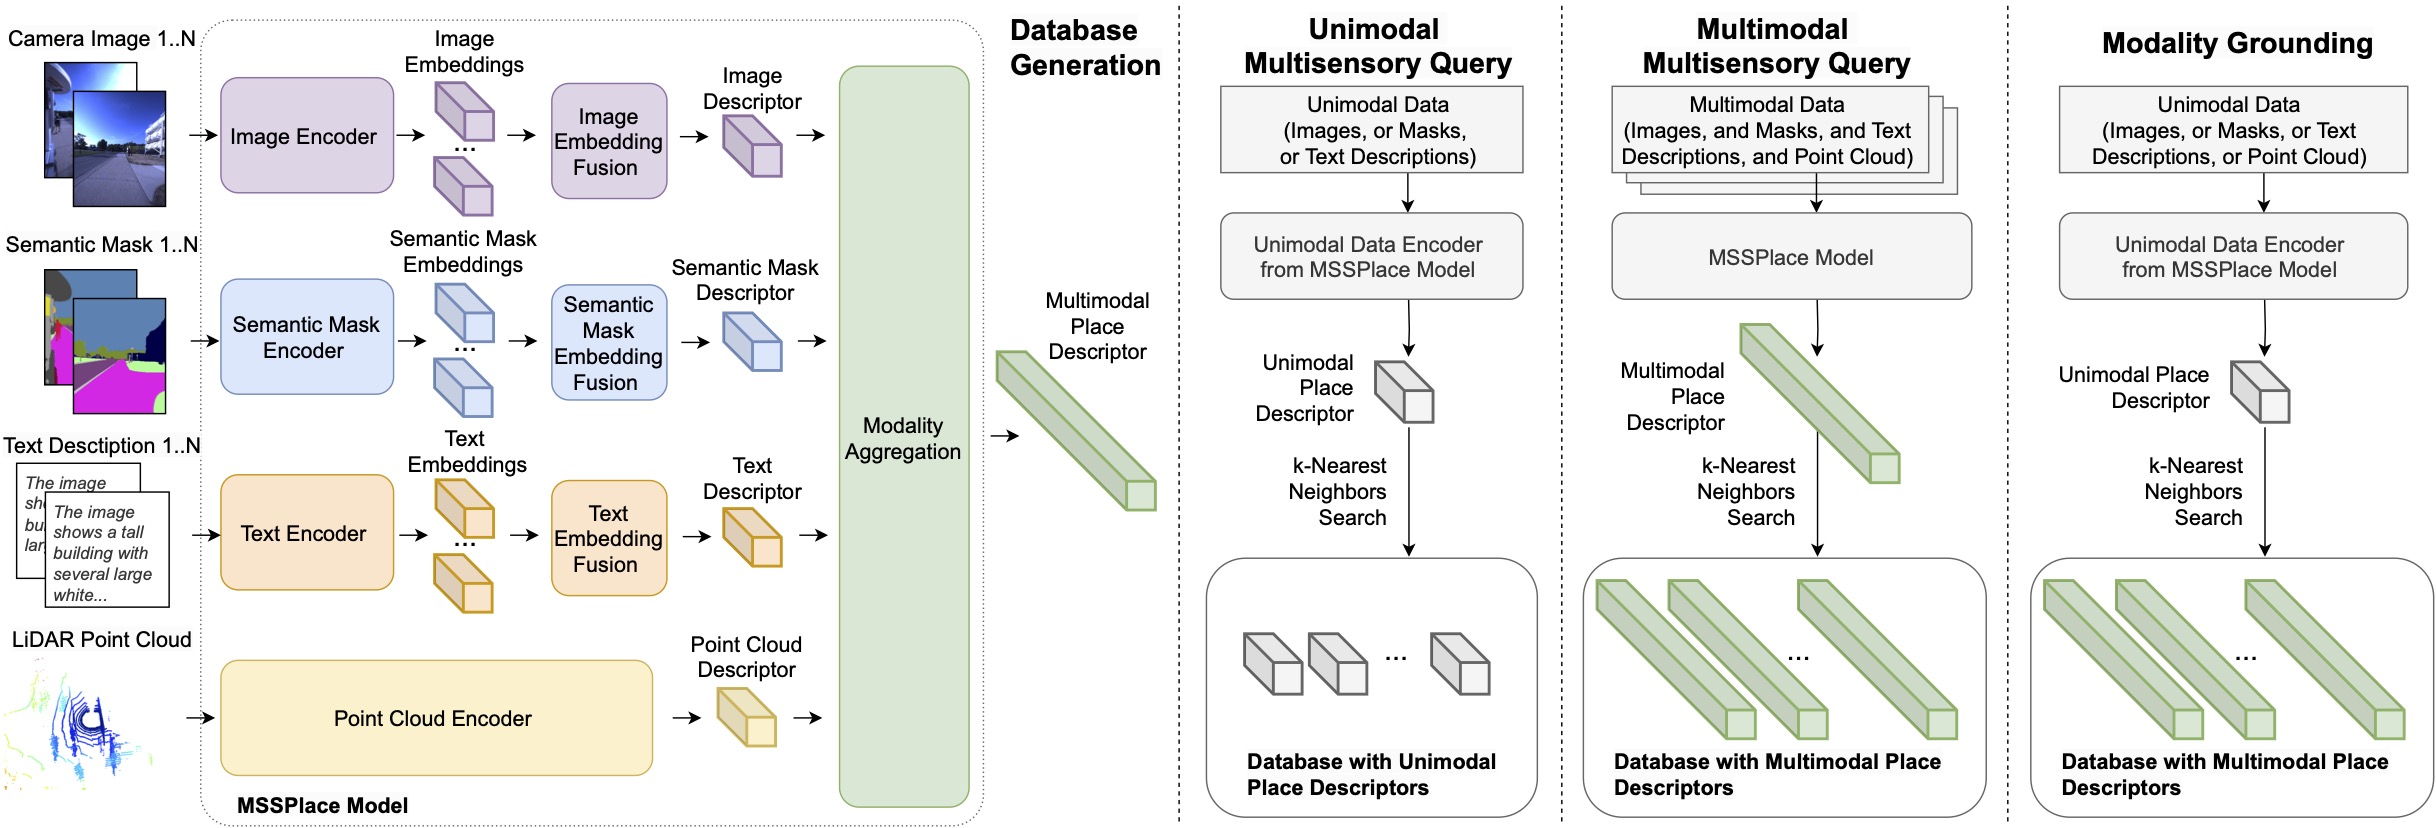 Camera Image 1..N
Image Encoder
Image
Embeddings
...
Image
Embedding
Fusion
Image
Descriptor
Semantic Mask 1..N
Semantic Mask
Encoder
Semantic Mask
Embeddings
...
Semantic
Mask
Embedding
Fusion
Semantic Mask
Descriptor
Text Desctiption 1..N
The image
The image
shows a tall
building with
several large
white...
Text Encoder
Text
Embeddings
...
Text
Embedding
Fusion
Text
Descriptor
LiDAR Point Cloud
Point Cloud Encoder
Point Cloud
Descriptor
MSSPlace Model
Modality
Aggregation
Database
Generation
Multimodal
Place
Descriptor
Unimodal
Multisensory Query
Unimodal Data
(Images, or Masks,
or Text Descriptions)
Unimodal Data Encoder
from MSSPlace Model
Unimodal
Place
Descriptor
k-Nearest
Neighbors
Search
...
Database with Unimodal
Place Descriptors
Multimodal
Multisensory Query
Multimodal Data
(Images, and Masks, and Text
Descriptions, and Point Cloud)
MSSPlace Model
Multimodal
Place
Descriptor
k-Nearest
Neighbors
Search
...
Database with Multimodal Place
Descriptors
Modality Grounding
Unimodal Data
(Images, or Masks, or Text
Descriptions, or Point Cloud)
Unimodal Data Encoder
from MSSPlace Model
Unimodal Place
Descriptor
k-Nearest
Neighbors
Search
...
Database with Multimodal Place
Descriptors